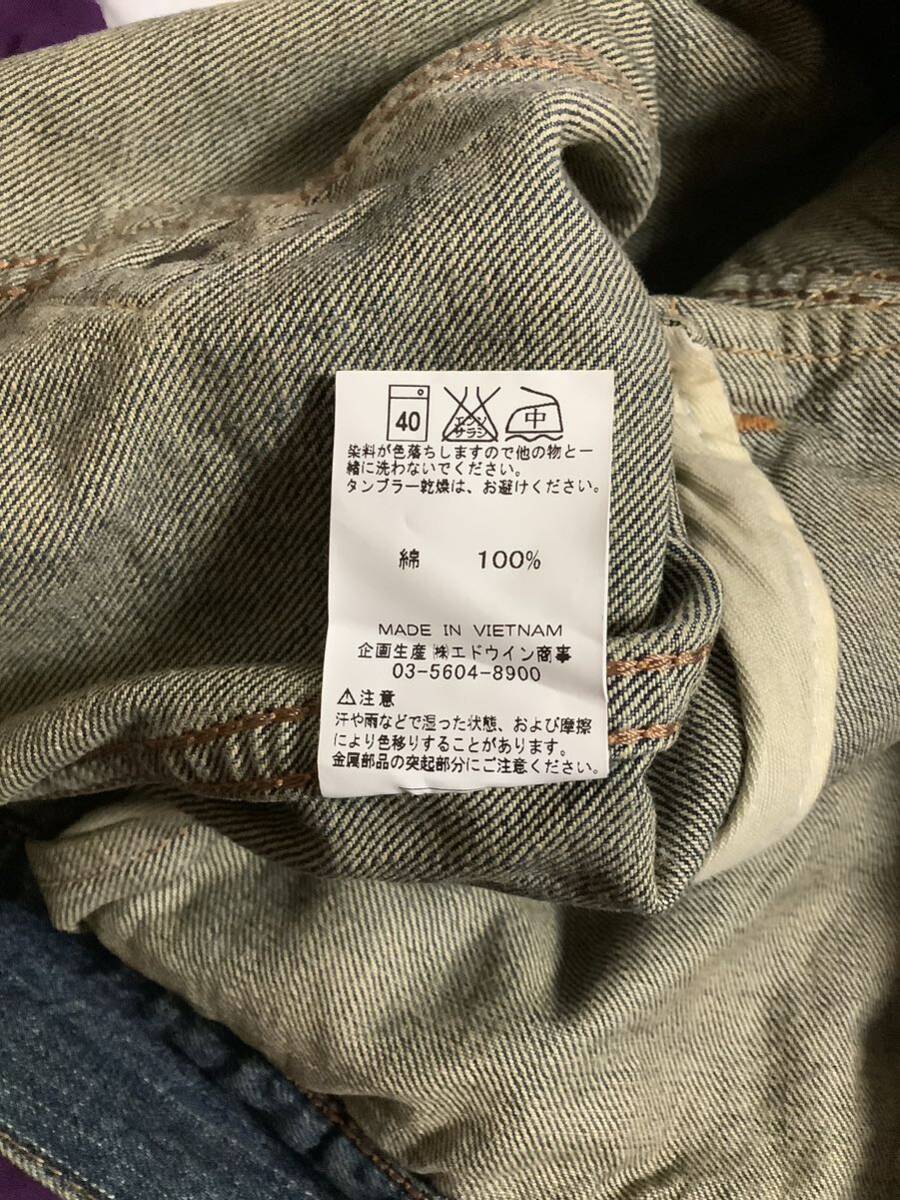 40
エンソ
サラシ
中
染料が色落ちしますので他の物と一
緒に洗わないでください。
タンブラー乾燥は、お避けください。
綿 100%
MADE IN VIETNAM
企画生産 ㈱エドウイン商事
03-5604-8900
⚠注意
汗や雨などで湿った状態、および摩擦
により色移りすることがあります。
金属部品の突起部分にご注意ください。